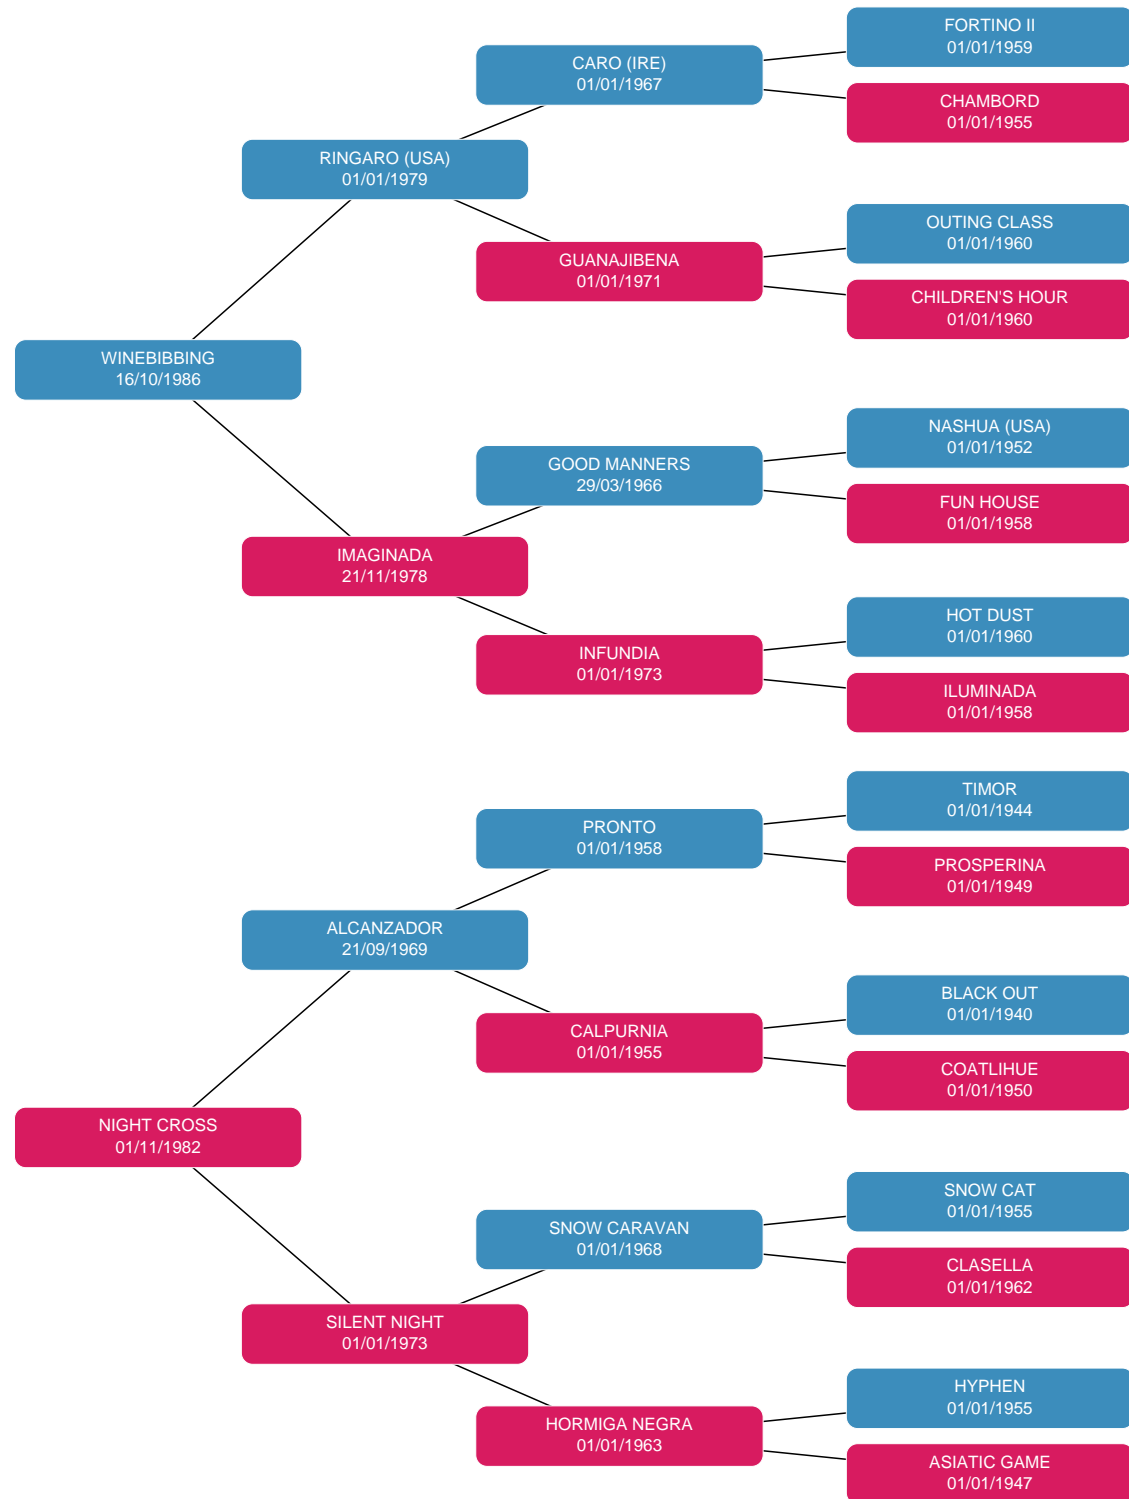 FORTINO II
01/01/1959
CARO (IRE)
01/01/1967
CHAMBORD
01/01/1955
RINGARO (USA)
01/01/1979
OUTING CLASS
01/01/1960
GUANAJIBENA
01/01/1971
CHILDREN'S HOUR
01/01/1960
WINEBIBBING
16/10/1986
NASHUA (USA)
01/01/1952
GOOD MANNERS
29/03/1966
FUN HOUSE
01/01/1958
IMAGINADA
21/11/1978
HOT DUST
01/01/1960
INFUNDIA
01/01/1973
ILUMINADA
01/01/1958
TIMOR
01/01/1944
PRONTO
01/01/1958
PROSPERINA
01/01/1949
ALCANZADOR
21/09/1969
BLACK OUT
01/01/1940
CALPURNIA
01/01/1955
COATLIHUE
01/01/1950
NIGHT CROSS
01/11/1982
SNOW CAT
01/01/1955
SNOW CARAVAN
01/01/1968
CLASELLA
01/01/1962
SILENT NIGHT
01/01/1973
HYPHEN
01/01/1955
HORMIGA NEGRA
01/01/1963
ASIATIC GAME
01/01/1947